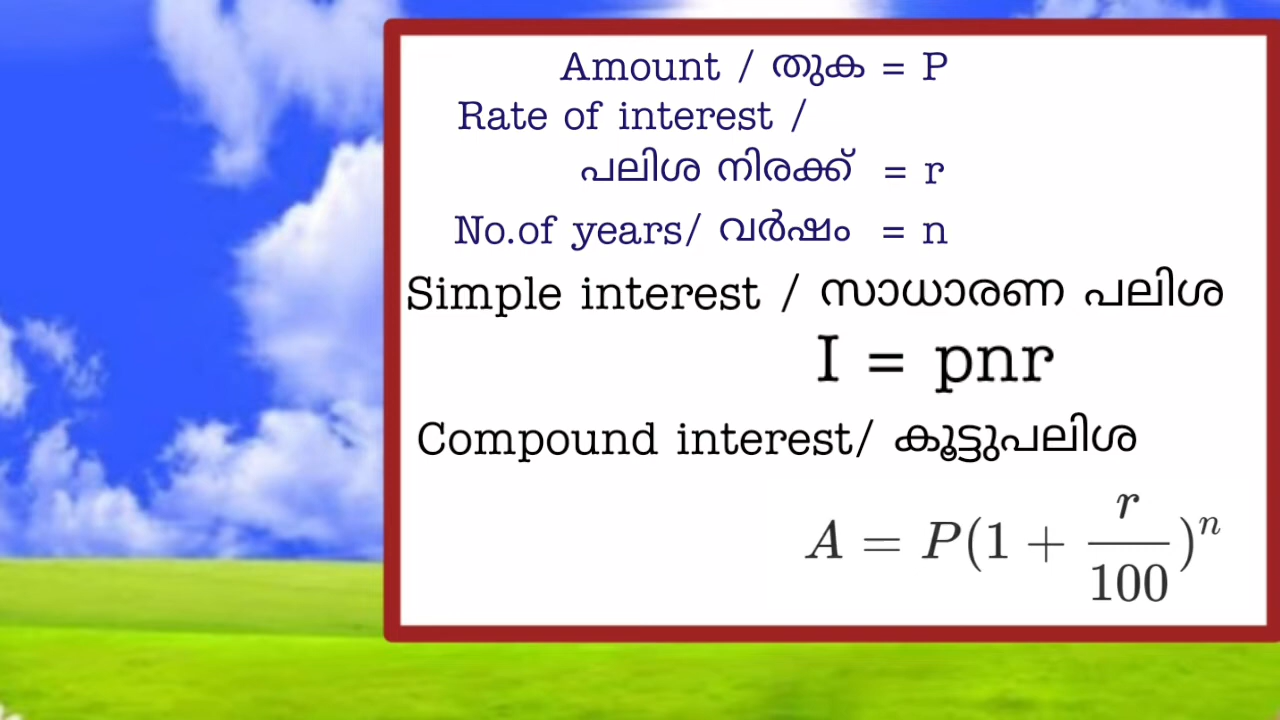 Amount / തുക = P
Rate of interest /
പലിശ നിരക്ക് = r
No.of years/ വർഷം = n
Simple interest / സാധാരണ പലിശ
I = pnr
Compound interest/ കൂട്ടുപലിശ
A = P(1 + r/100)^n